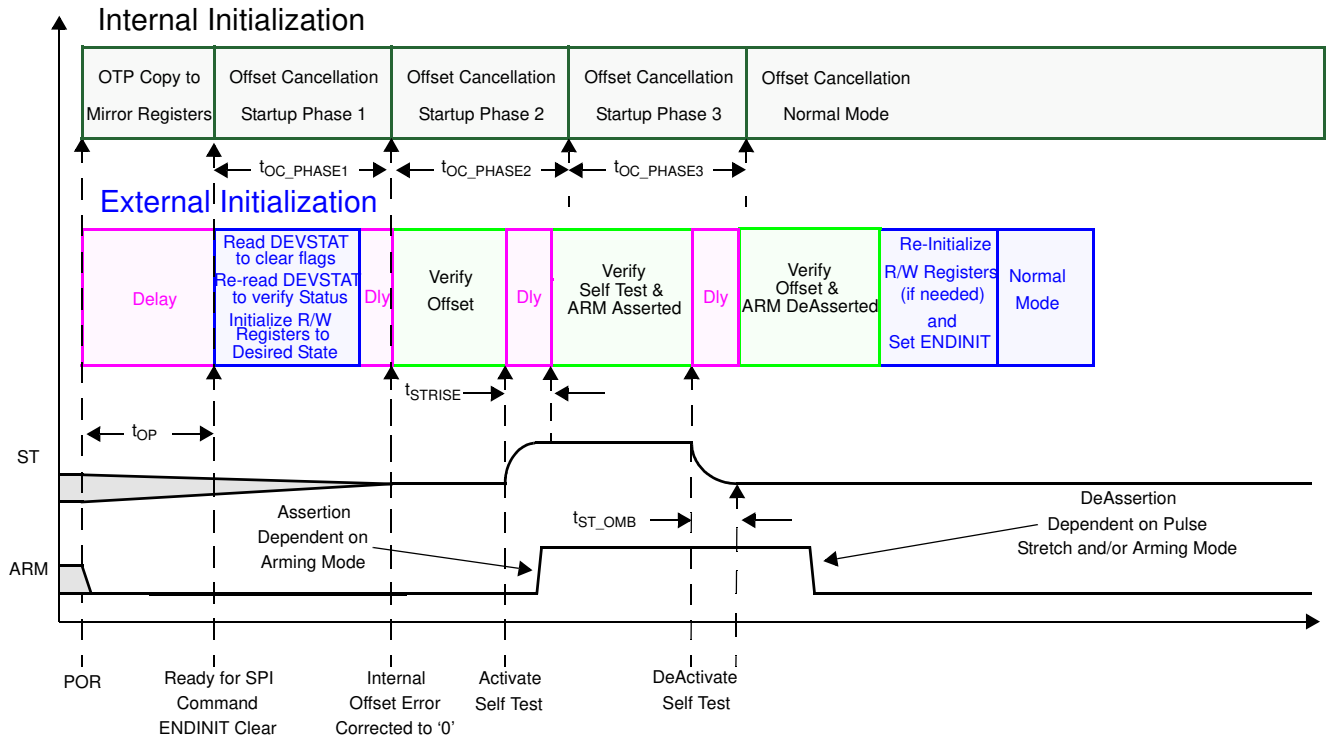 Internal Initialization
OTP Copy to
Mirror Registers
Offset Cancellation
Startup Phase 1
Offset Cancellation
Startup Phase 2
Offset Cancellation
Startup Phase 3
Offset Cancellation
Normal Mode
tOC_PHASE1
tOC_PHASE2
tOC_PHASE3
External Initialization
Delay
Read DEVSTAT
to clear flags
Re-read DEVSTAT
to verify Status
Initialize R/W
Registers to
Desired State
Dly
Verify
Offset
Dly
Verify
Self Test &
ARM Asserted
Dly
Verify
Offset &
ARM DeAsserted
Re-Initialize
R/W Registers
(if needed)
and
Set ENDINIT
Normal
Mode
tSTRISE
tOP
ST
Assertion
Dependent on
Arming Mode
tST_OMB
DeAssertion
Dependent on Pulse
Stretch and/or Arming Mode
ARM
POR
Ready for SPI
Command
ENDINIT Clear
Internal
Offset Error
Corrected to ‘0’
Activate
Self Test
DeActivate
Self Test